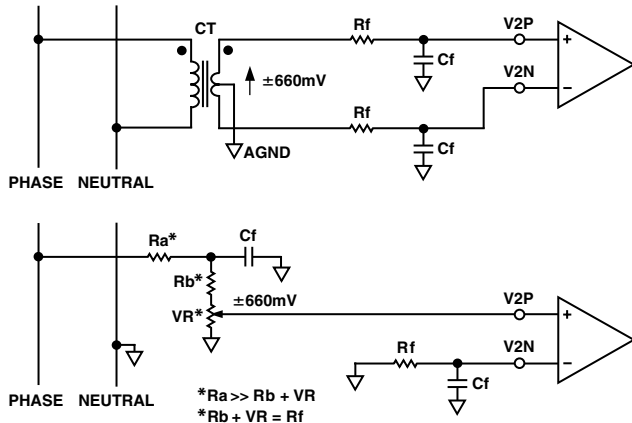 CT
Rf
V2P
+
Cf
±660mV
V2N
−
Rf
Cf
AGND
PHASE NEUTRAL
Ra*
Cf
Rb*
±660mV
VR*
V2P
+
Rf
V2N
−
Cf
PHASE NEUTRAL
*Ra >> Rb + VR
*Rb + VR = Rf